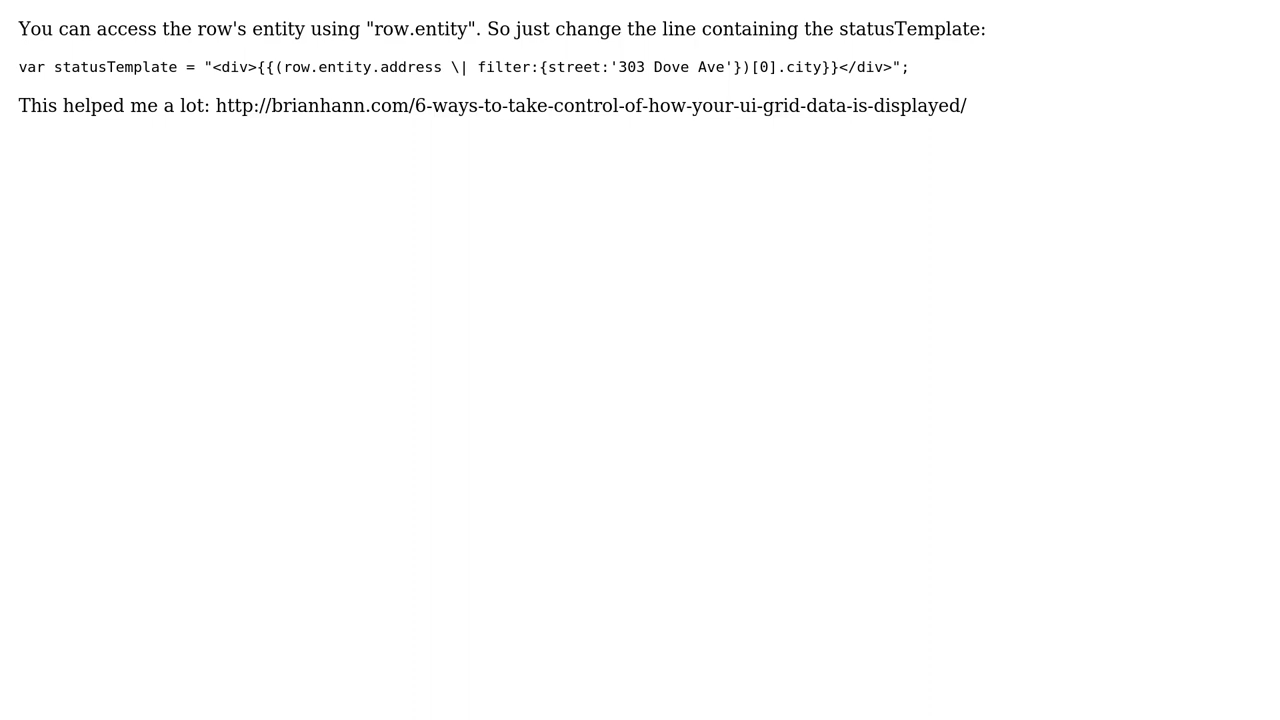 You can access the row's entity using "row.entity". So just change the line containing the statusTemplate:
var statusTemplate = "<div>{{(row.entity.address \| filter:{street:'303 Dove Ave'})[0].city}}</div>";
This helped me a lot: http://brianhann.com/6-ways-to-take-control-of-how-your-ui-grid-data-is-displayed/